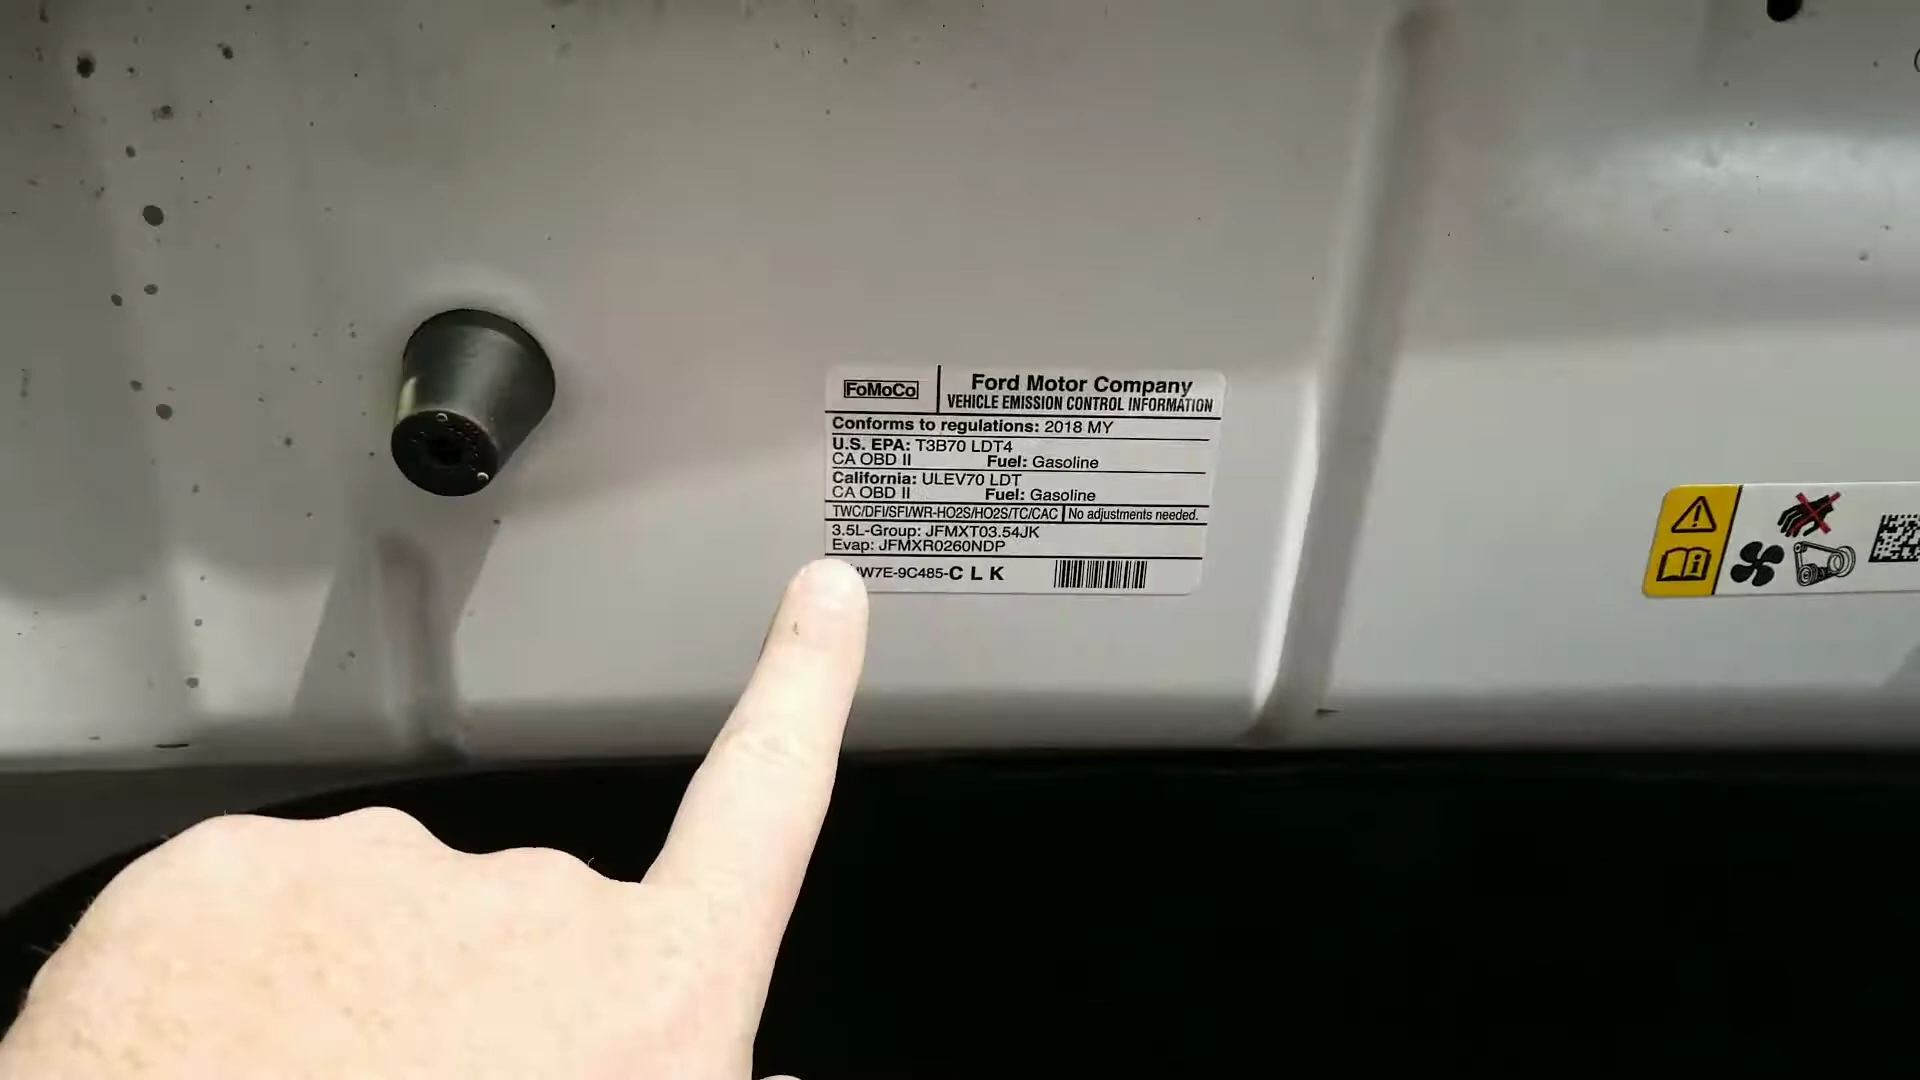 FoMoCo
Ford Motor Company
VEHICLE EMISSION CONTROL INFORMATION
Conforms to regulations: 2018 MY
U.S. EPA: T3B70 LDT4
CA OBD II Fuel: Gasoline
California: ULEV70 LDT
CA OBD II Fuel: Gasoline
TWC/DFI/SFI/WR-HO2S/HO2S/TC/CAC No adjustments needed.
3.5L-Group: JFMXT03.54JK
Evap: JFMXR0260NDP
W7E-9C485-C L K